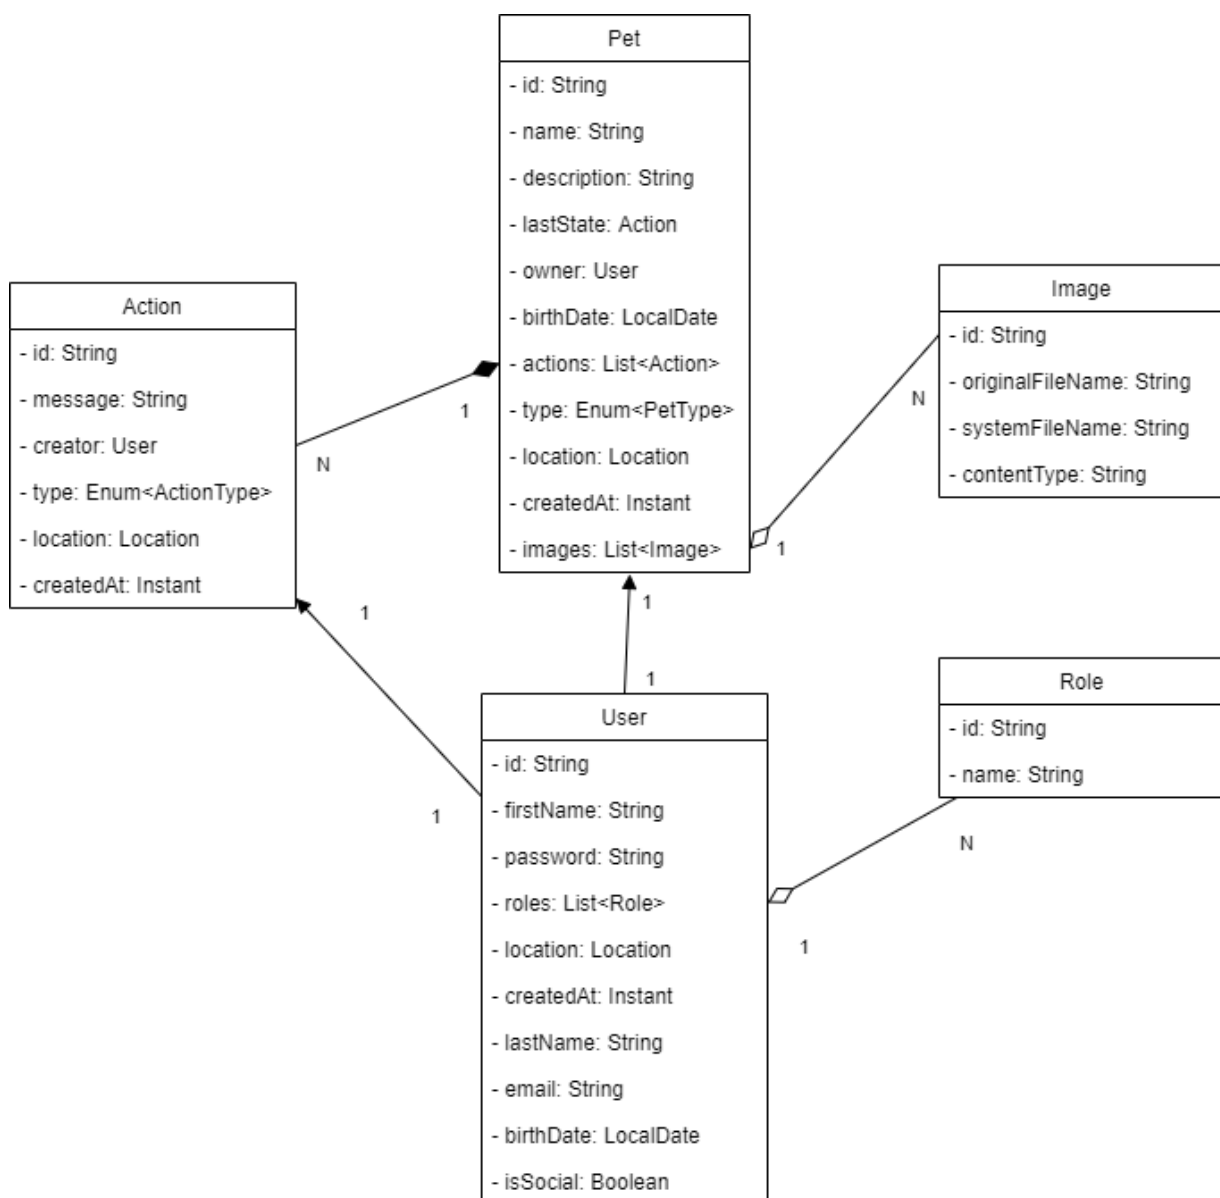 Pet
- id: String
- name: String
- description: String
- lastState: Action
- owner: User
- birthDate: LocalDate
- actions: List<Action>
- type: Enum<PetType>
- location: Location
- createdAt: Instant
- images: List<Image>
Action
- id: String
- message: String
- creator: User
- type: Enum<ActionType>
- location: Location
- createdAt: Instant
Image
- id: String
- originalFileName: String
- systemFileName: String
- contentType: String
1
N
N
1
1
1
1
1
User
- id: String
- firstName: String
- password: String
- roles: List<Role>
- location: Location
- createdAt: Instant
- lastName: String
- email: String
- birthDate: LocalDate
- isSocial: Boolean
Role
- id: String
- name: String
N
1